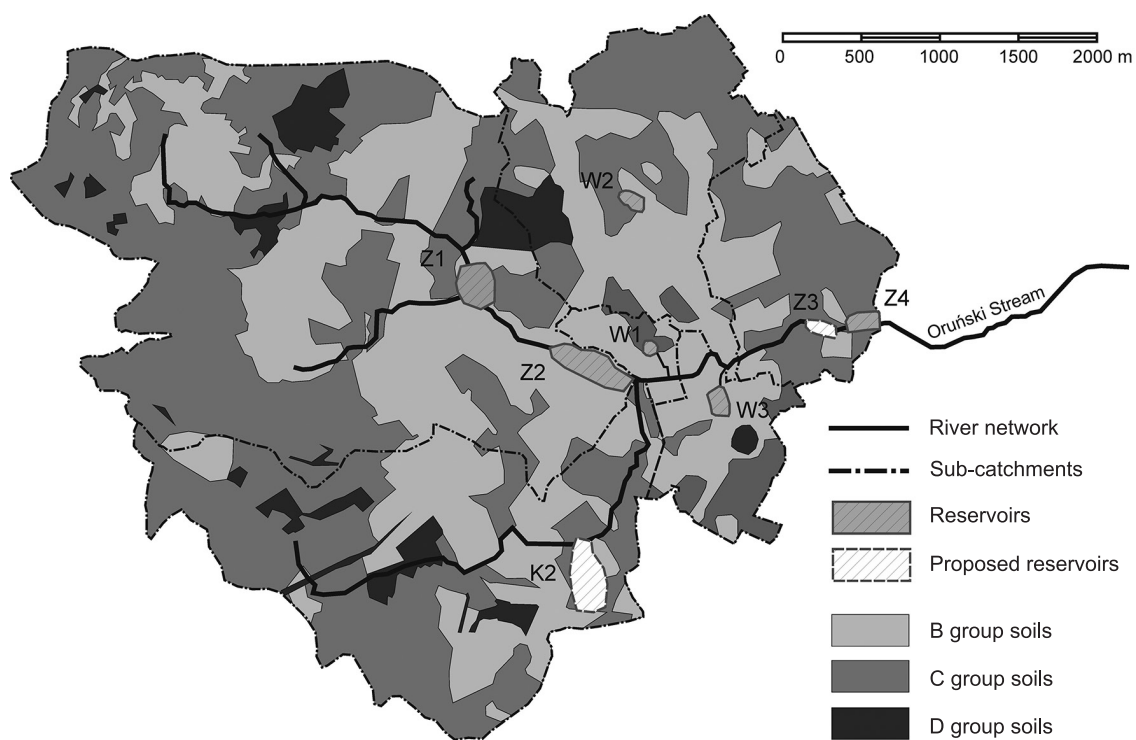 0 500 1000 1500 2000 m
W2
Z1
Z3
Z4
Oruński Stream
W1
Z2
W3
River network
Sub-catchments
Reservoirs
K2
Proposed reservoirs
B group soils
C group soils
D group soils